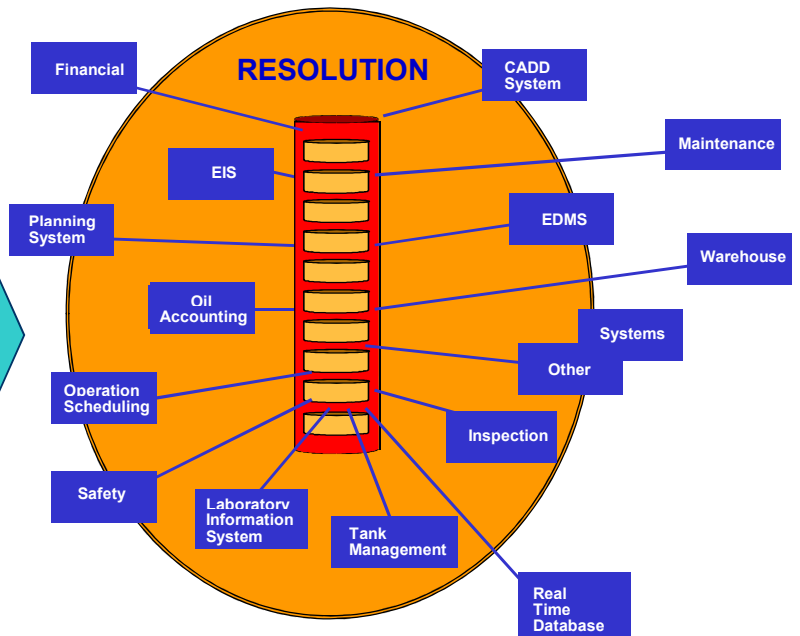 RESOLUTION
Financial
CADD
System
Maintenance
EIS
EDMS
Planning
System
Warehouse
Oil
Accounting
Systems
Other
Operation
Scheduling
Inspection
Safety
Laboratory
Information
System
Tank
Management
Real
Time
Database